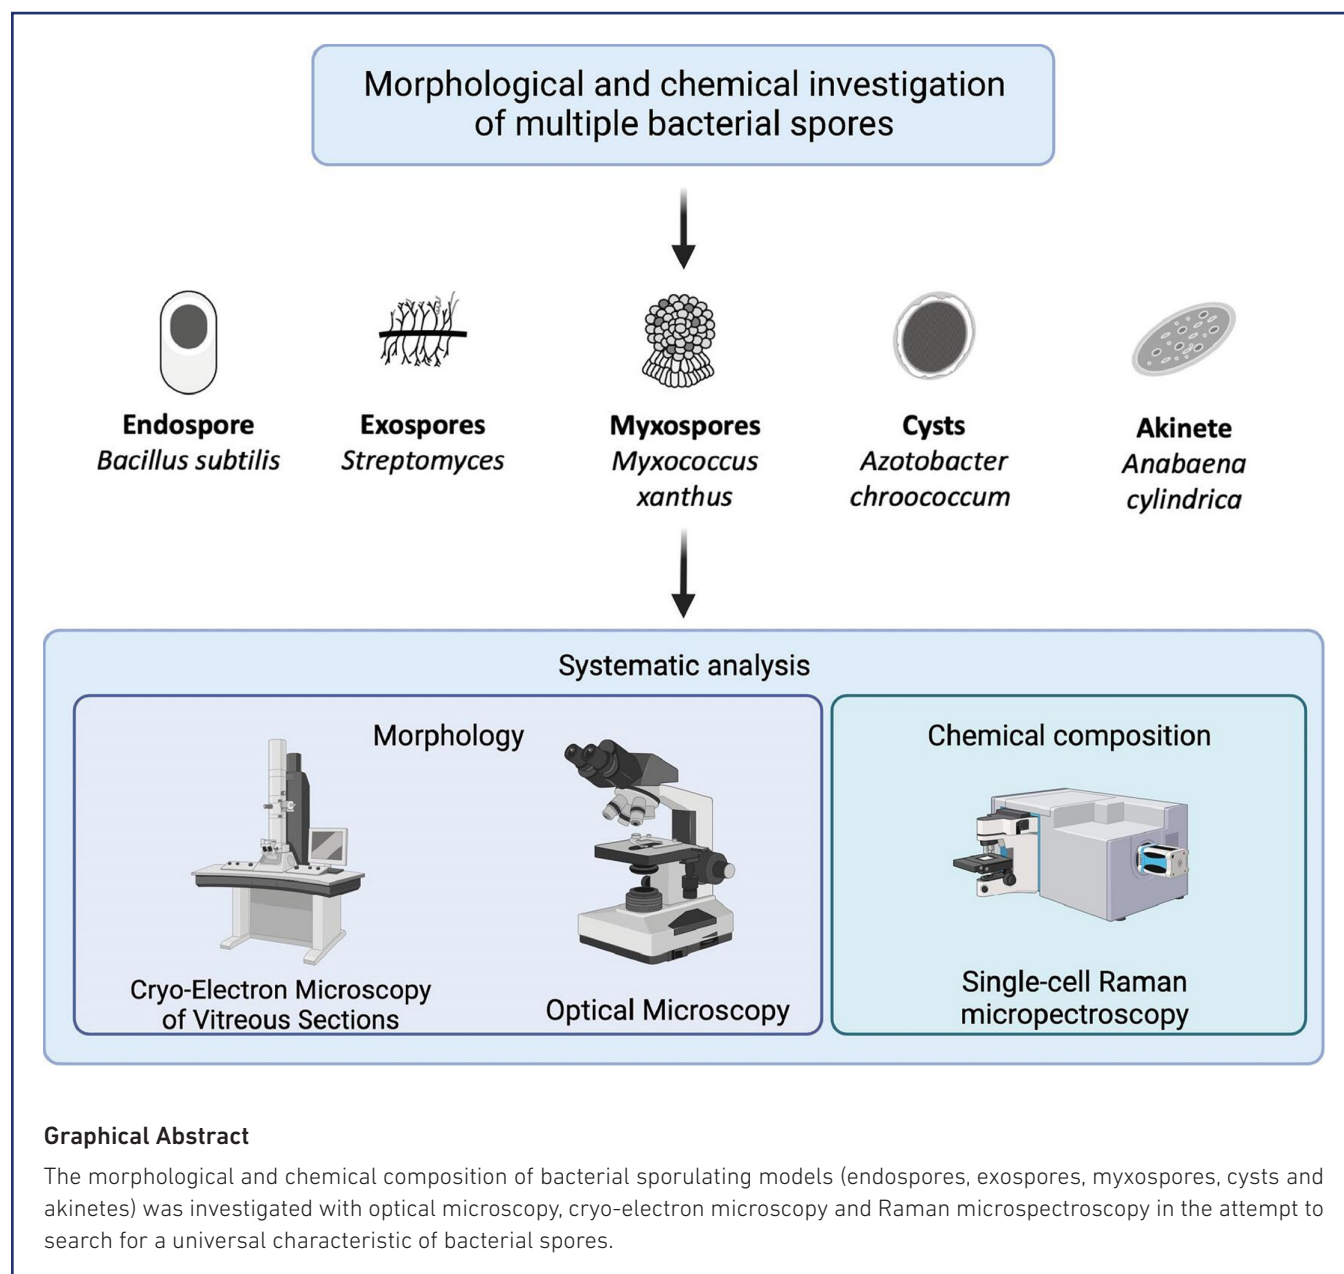 Morphological and chemical investigation
of multiple bacterial spores
Endospore
Bacillus subtilis
Exospores
Streptomyces
Myxospores
Myxococcus
xanthus
Cysts
Azotobacter
chroococcum
Akinete
Anabaena
cylindrica
Systematic analysis
Morphology
Cryo-Electron Microscopy
of Vitreous Sections
Optical Microscopy
Chemical composition
Single-cell Raman
micropectroscopy
Graphical Abstract
The morphological and chemical composition of bacterial sporulating models (endospores, exospores, myxospores, cysts and
akinetes) was investigated with optical microscopy, cryo-electron microscopy and Raman microspectroscopy in the attempt to
search for a universal characteristic of bacterial spores.